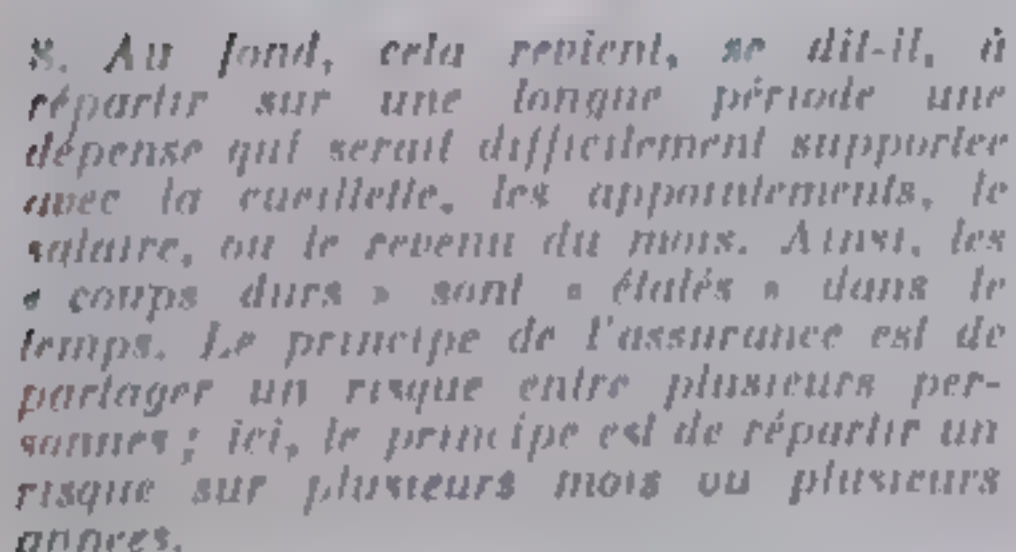 8. Au fond, cela revient, se dit-il, à
répartir sur une longue période une
dépense qui serait difficilement supportée
avec la cueillette, les appointements, le
salaire, ou le revenu du mois. Ainsi, les
« coups durs » sont « étalés » dans le
temps. Le principe de l'assurance est de
partager un risque entre plusieurs per-
sonnes ; ici, le principe est de répartir un
risque sur plusieurs mois ou plusieurs
années.